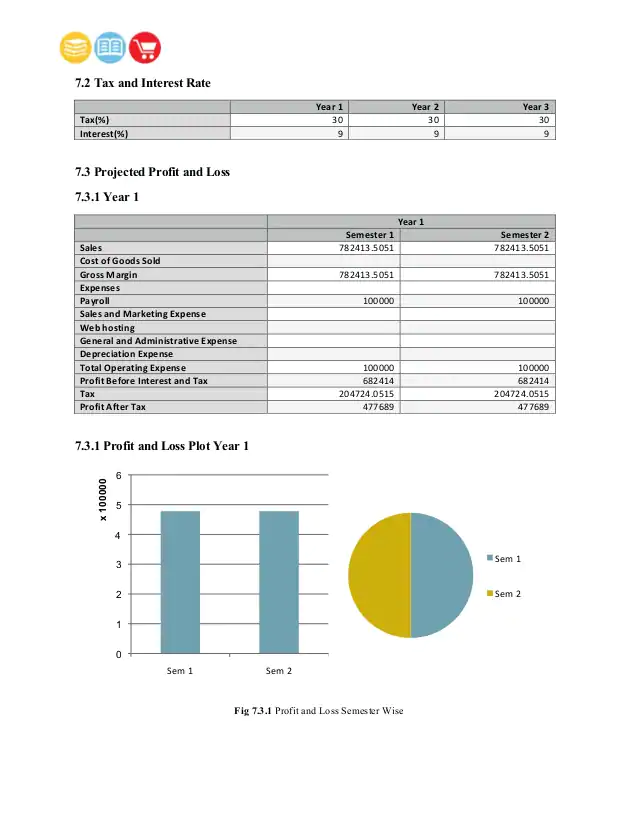 7.2 Tax and Interest Rate
Year 1 Year 2 Year 3
Tax(%) 30 30 30
Interest(%) 9 9 9
7.3 Projected Profit and Loss
7.3.1 Year 1
Year 1
Semester 1 Semester 2
Sales 782413.5051 782413.5051
Cost of Goods Sold
Gross Margin 782413.5051 782413.5051
Expenses
Payroll 100000 100000
Sales and Marketing Expense
Web hosting
General and Administrative Expense
Depreciation Expense
Total Operating Expense 100000 100000
Profit Before Interest and Tax 682414 682414
Tax 204724.0515 204724.0515
Profit After Tax 477689 477689
7.3.1 Profit and Loss Plot Year 1
x 100000
6
5
4
3
2
1
0
Sem 1 Sem 2
Sem 1
Sem 2
Fig 7.3.1 Profit and Loss Semester Wise